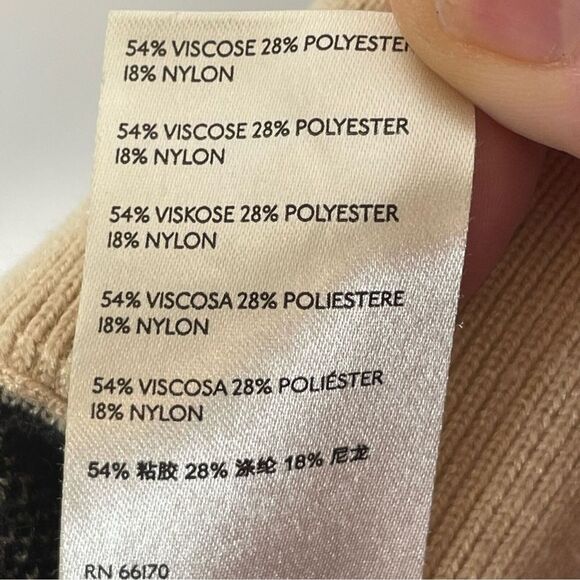 54% VISCOSE 28% POLYESTER
18% NYLON
54% VISCOSE 28% POLYESTER
18% NYLON
54% VISKOSE 28% POLYESTER
18% NYLON
54% VISCOSA 28% POLIESTERE
18% NYLON
54% VISCOSA 28% POLIÉSTER
18% NYLON
54% 粘胶 28% 涤纶 18% 尼龙
RN 66170